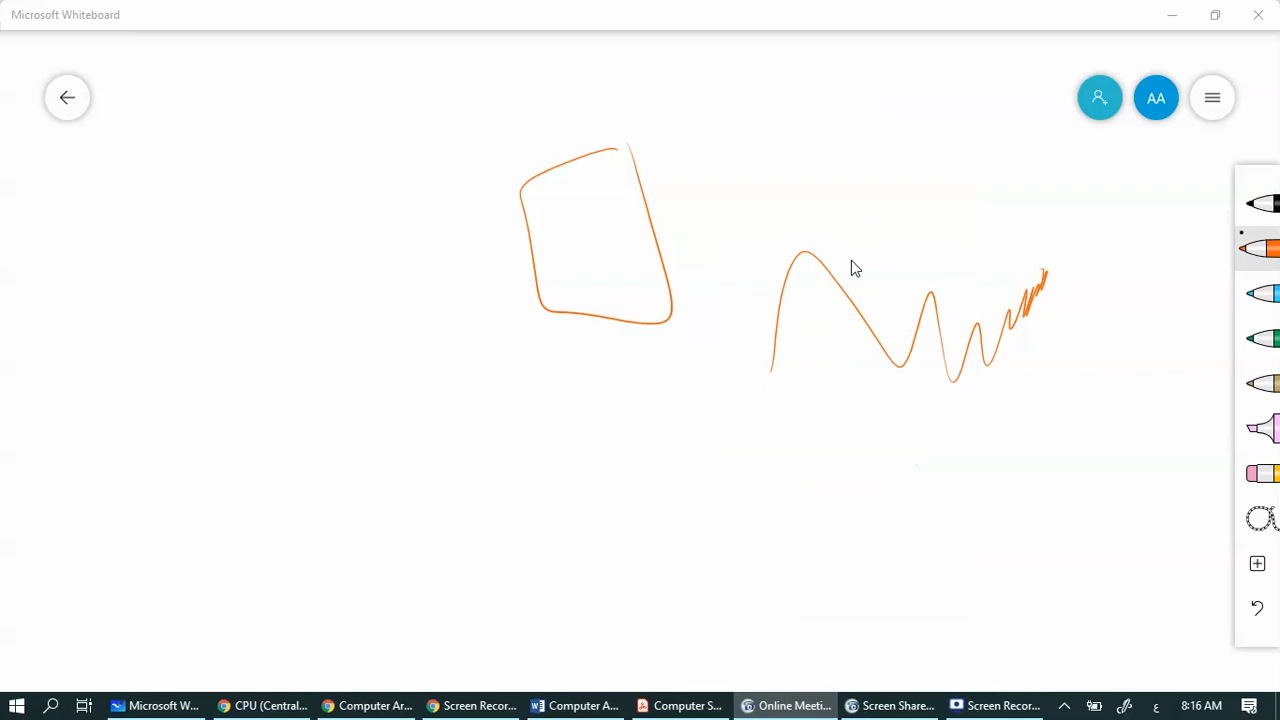 Microsoft Whiteboard
AA
Microsoft W...
CPU (Central...
Computer Ar...
Screen Recor...
Computer A...
Computer S...
Online Meeti...
Screen Share...
Screen Recor...
ع
8:16 AM